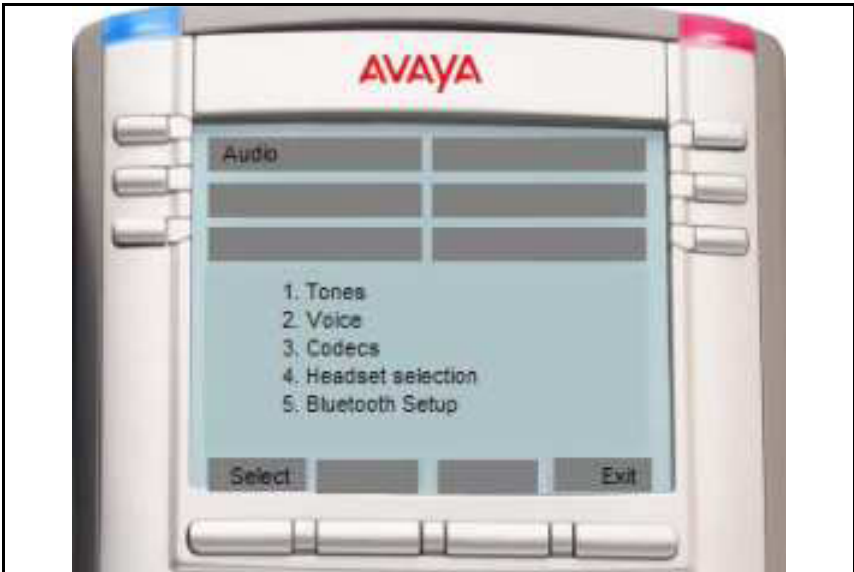 AVAYA
Audio
1. Tones
2. Voice
3. Codecs
4. Headset selection
5. Bluetooth Setup
Select
Exit